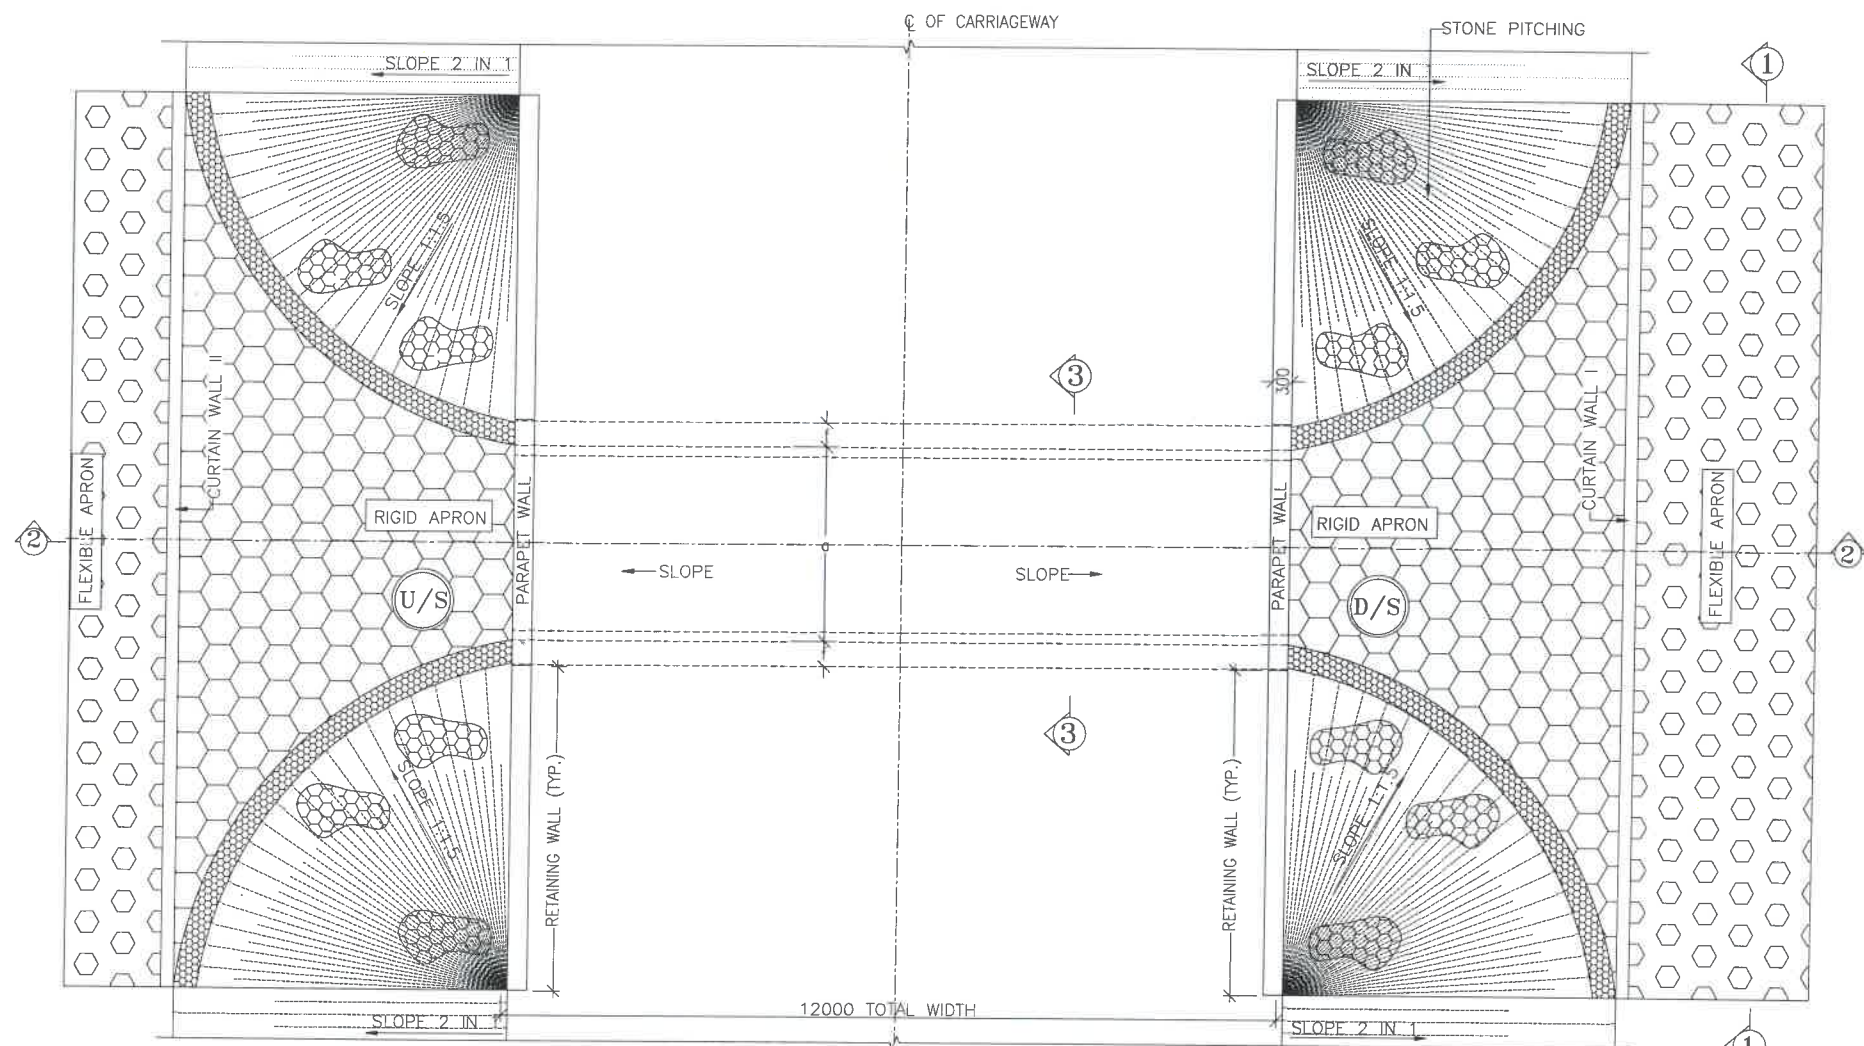 ℄ OF CARRIAGEWAY
STONE PITCHING
SLOPE 2 IN 1
SLOPE 2 IN 1
1
SLOPE 1:1.5
SLOPE 1:1.5
CURTAIN WALL II
3
300
CURTAIN WALL I
FLEXIBLE APRON
RIGID APRON
PARAPET WALL
PARAPET WALL
RIGID APRON
FLEXIBLE APRON
2
2
SLOPE
SLOPE
U/S
D/S
3
SLOPE 1:1.5
RETAINING WALL (TYP.)
RETAINING WALL (TYP.)
SLOPE 1:1.5
12000 TOTAL WIDTH
SLOPE 2 IN 1
SLOPE 2 IN 1
1